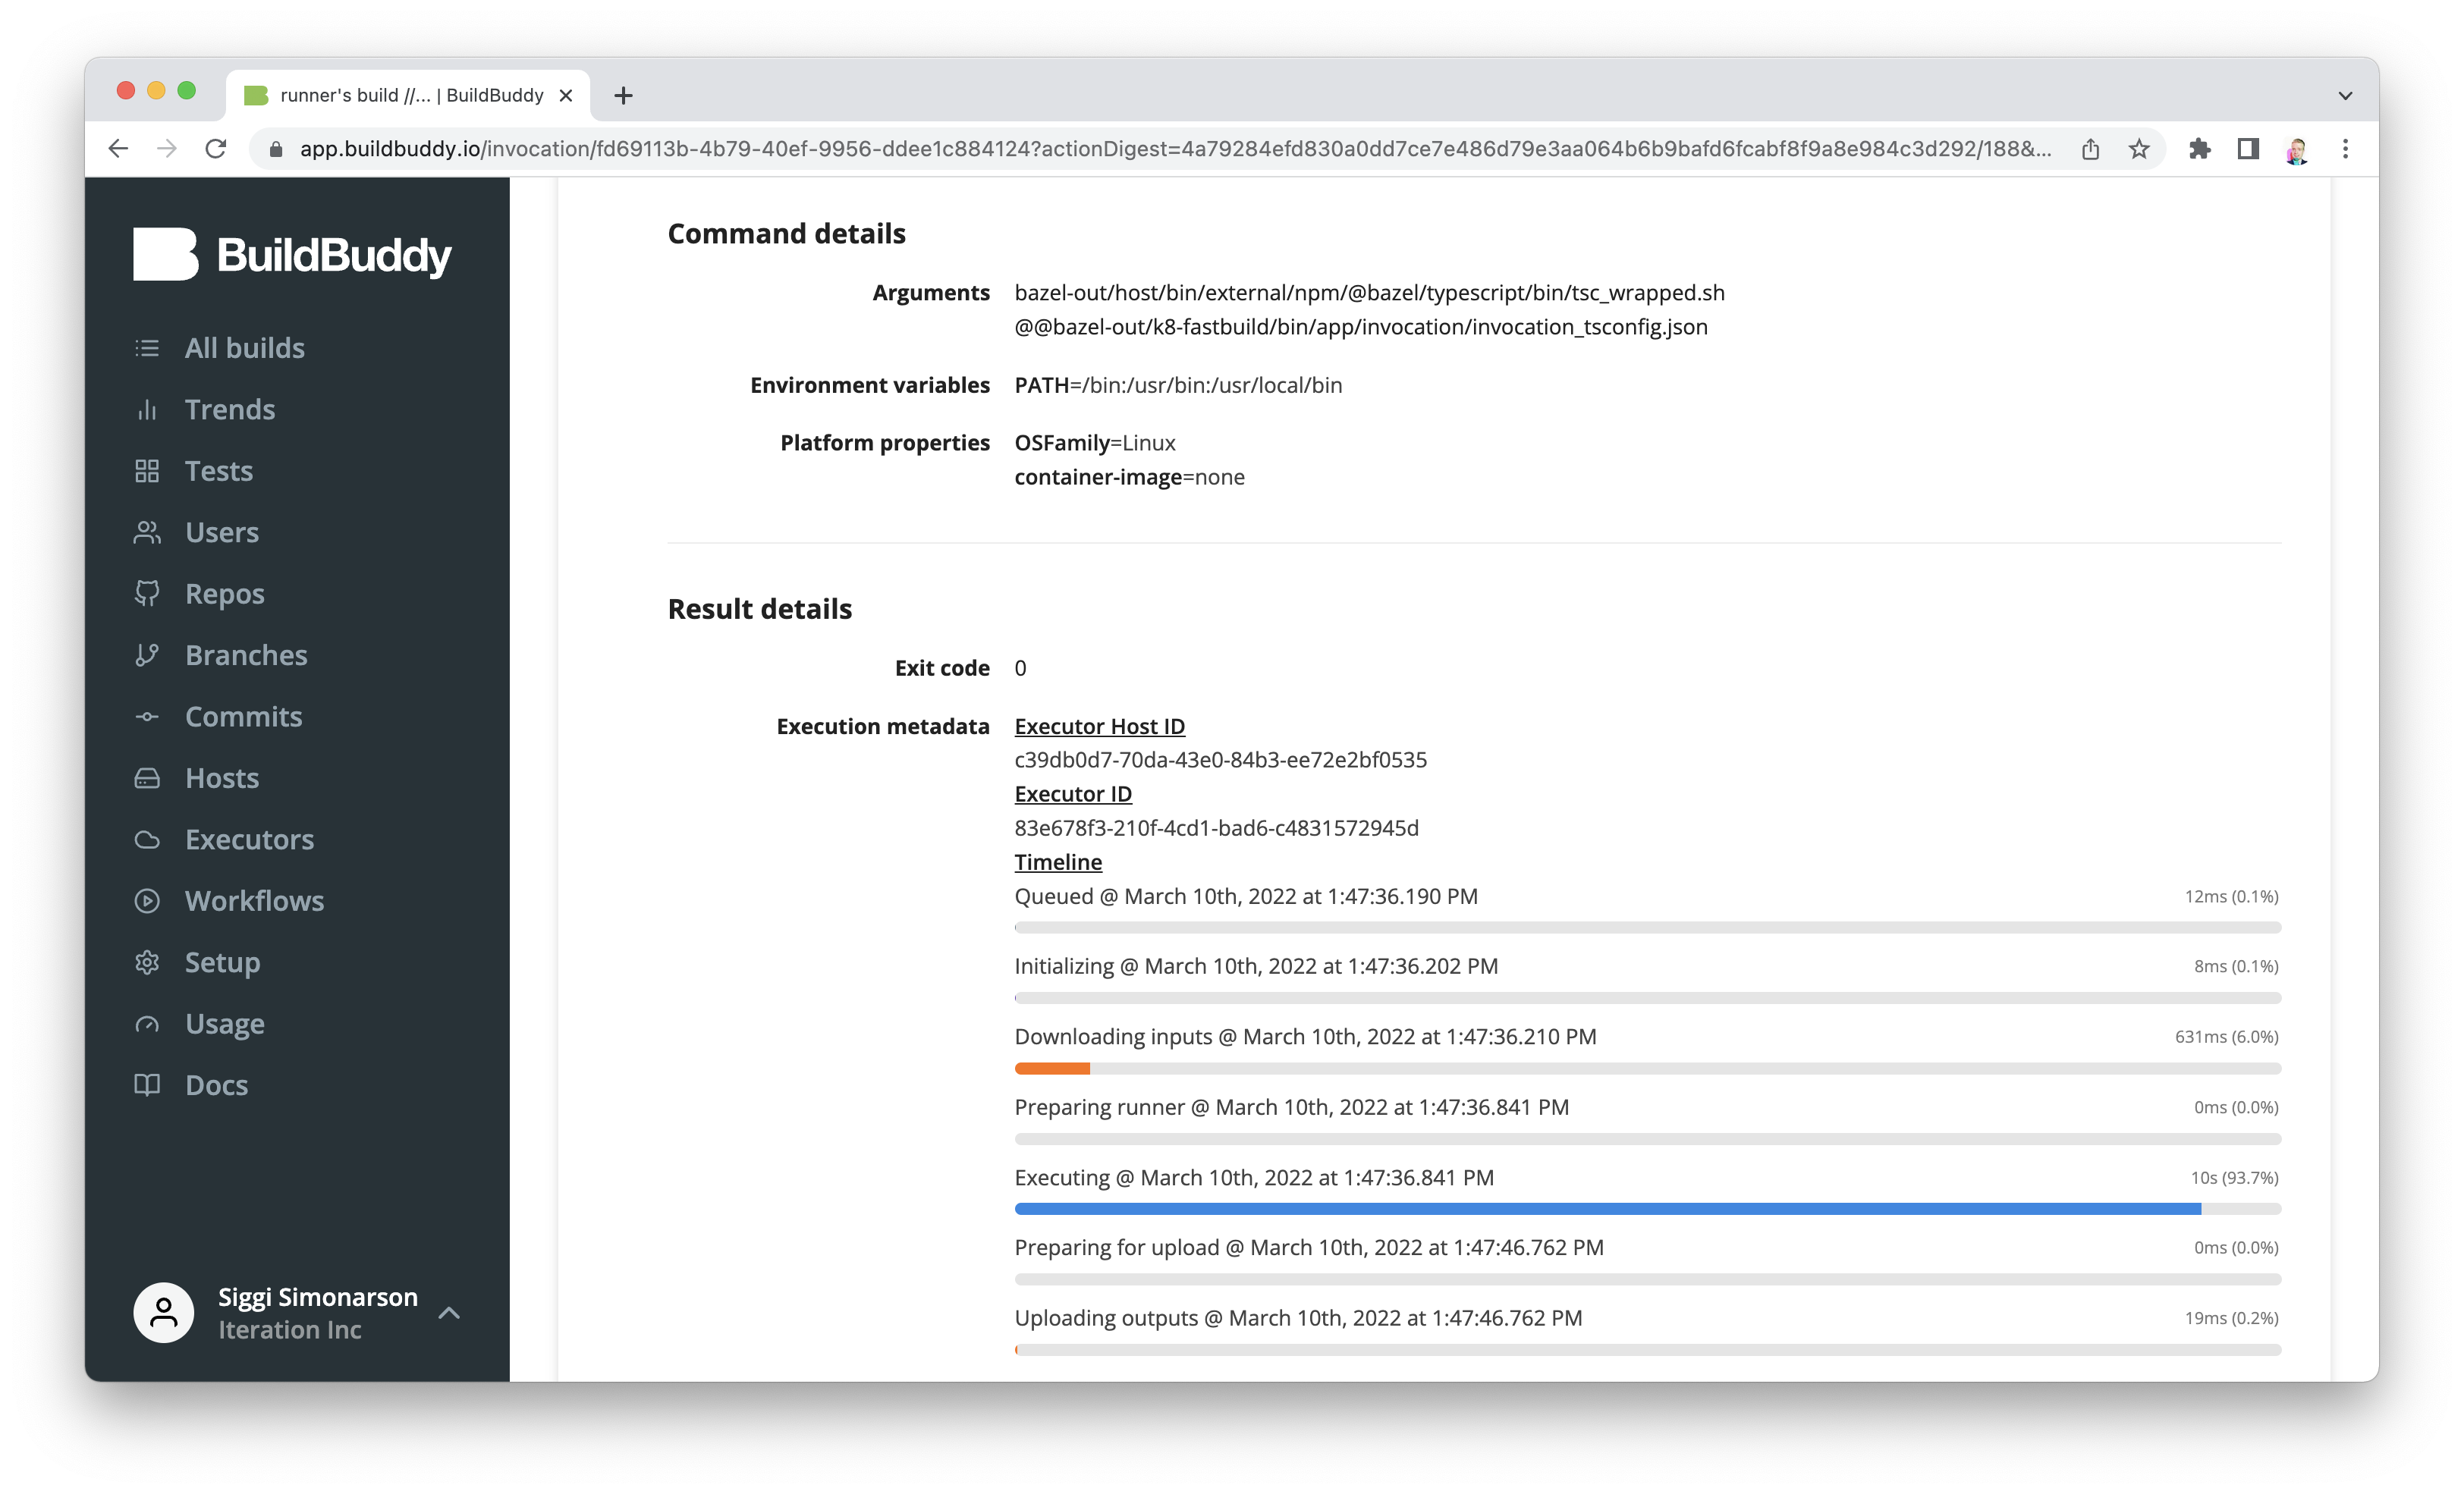 runner's build //... | BuildBuddy
app.buildbuddy.io/invocation/fd69113b-4b79-40ef-9956-ddee1c884124?actionDigest=4a79284efd830a0dd7ce7e486d79e3aa064b6b9bafd6fcabf8f9a8e984c3d292/188&...
BuildBuddy
All builds
Trends
Tests
Users
Repos
Branches
Commits
Hosts
Executors
Workflows
Setup
Usage
Docs
Siggi Simonarson
Iteration Inc
Command details
Arguments bazel-out/host/bin/external/npm/@bazel/typescript/bin/tsc_wrapped.sh
@@bazel-out/k8-fastbuild/bin/app/invocation/invocation_tsconfig.json
Environment variables PATH=/bin:/usr/bin:/usr/local/bin
Platform properties OSFamily=Linux
container-image=none
Result details
Exit code 0
Execution metadata Executor Host ID
c39db0d7-70da-43e0-84b3-ee72e2bf0535
Executor ID
83e678f3-210f-4cd1-bad6-c4831572945d
Timeline
Queued @ March 10th, 2022 at 1:47:36.190 PM 12ms (0.1%)
Initializing @ March 10th, 2022 at 1:47:36.202 PM 8ms (0.1%)
Downloading inputs @ March 10th, 2022 at 1:47:36.210 PM 631ms (6.0%)
Preparing runner @ March 10th, 2022 at 1:47:36.841 PM 0ms (0.0%)
Executing @ March 10th, 2022 at 1:47:36.841 PM 10s (93.7%)
Preparing for upload @ March 10th, 2022 at 1:47:46.762 PM 0ms (0.0%)
Uploading outputs @ March 10th, 2022 at 1:47:46.762 PM 19ms (0.2%)